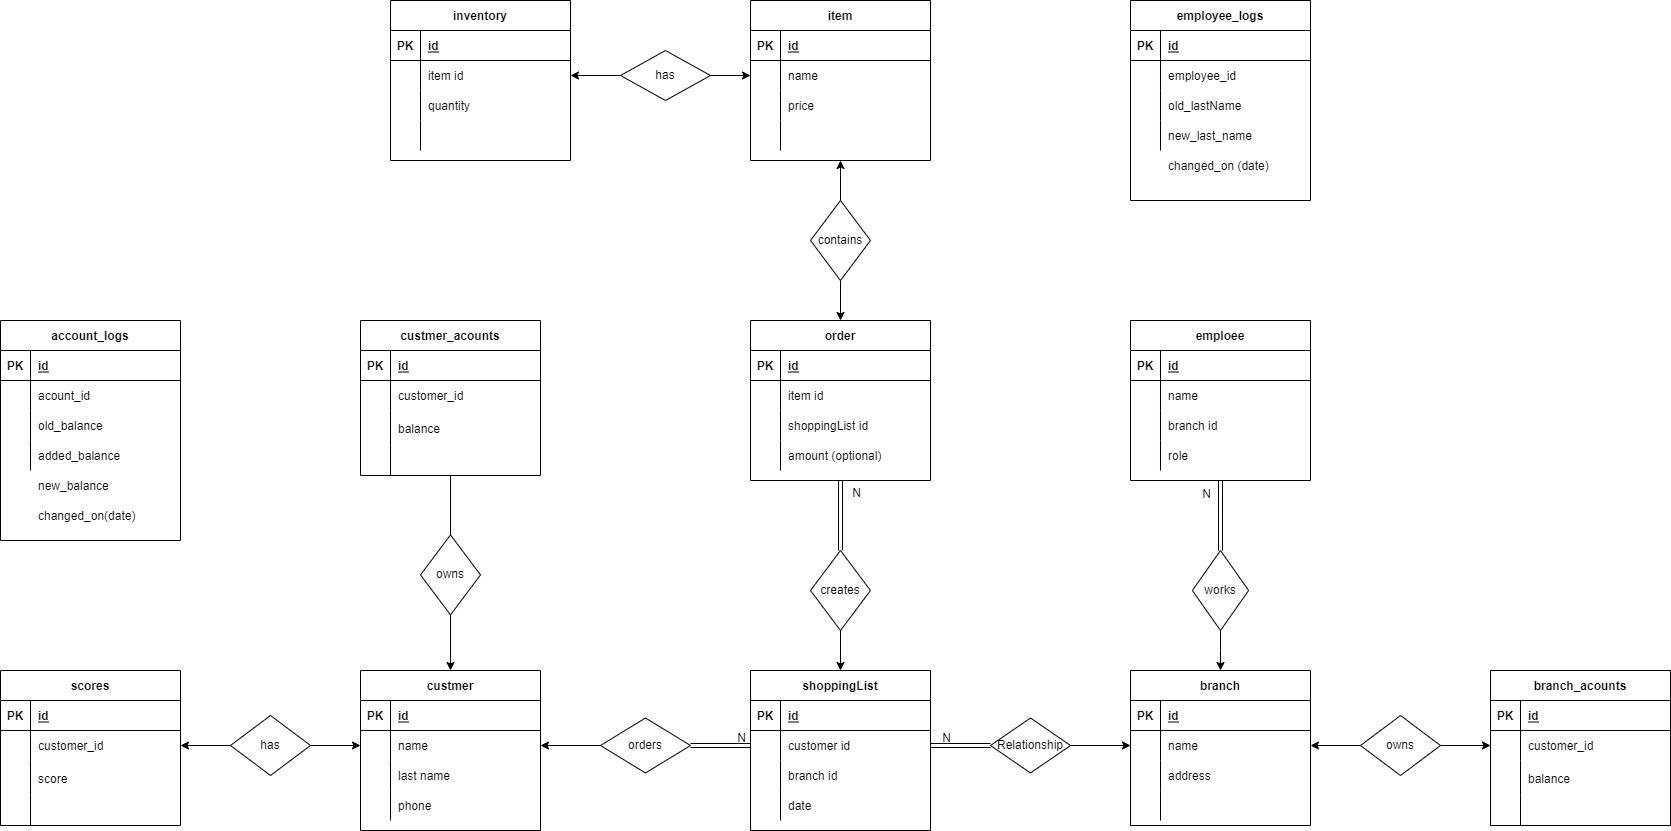 inventory
PK id
item id
quantity
has
item
PK id
name
price
employee_logs
PK id
employee_id
old_lastName
new_last_name
changed_on (date)
contains
account_logs
PK id
acount_id
old_balance
added_balance
new_balance
changed_on(date)
custmer_acounts
PK id
customer_id
balance
order
PK id
item id
shoppingList id
amount (optional)
N
emploee
PK id
name
branch id
role
N
owns
creates
works
scores
PK id
customer_id
score
has
custmer
PK id
name
last name
phone
orders
N
shoppingList
PK id
customer id
branch id
date
N
Relationship
branch
PK id
name
address
owns
branch_acounts
PK id
customer_id
balance